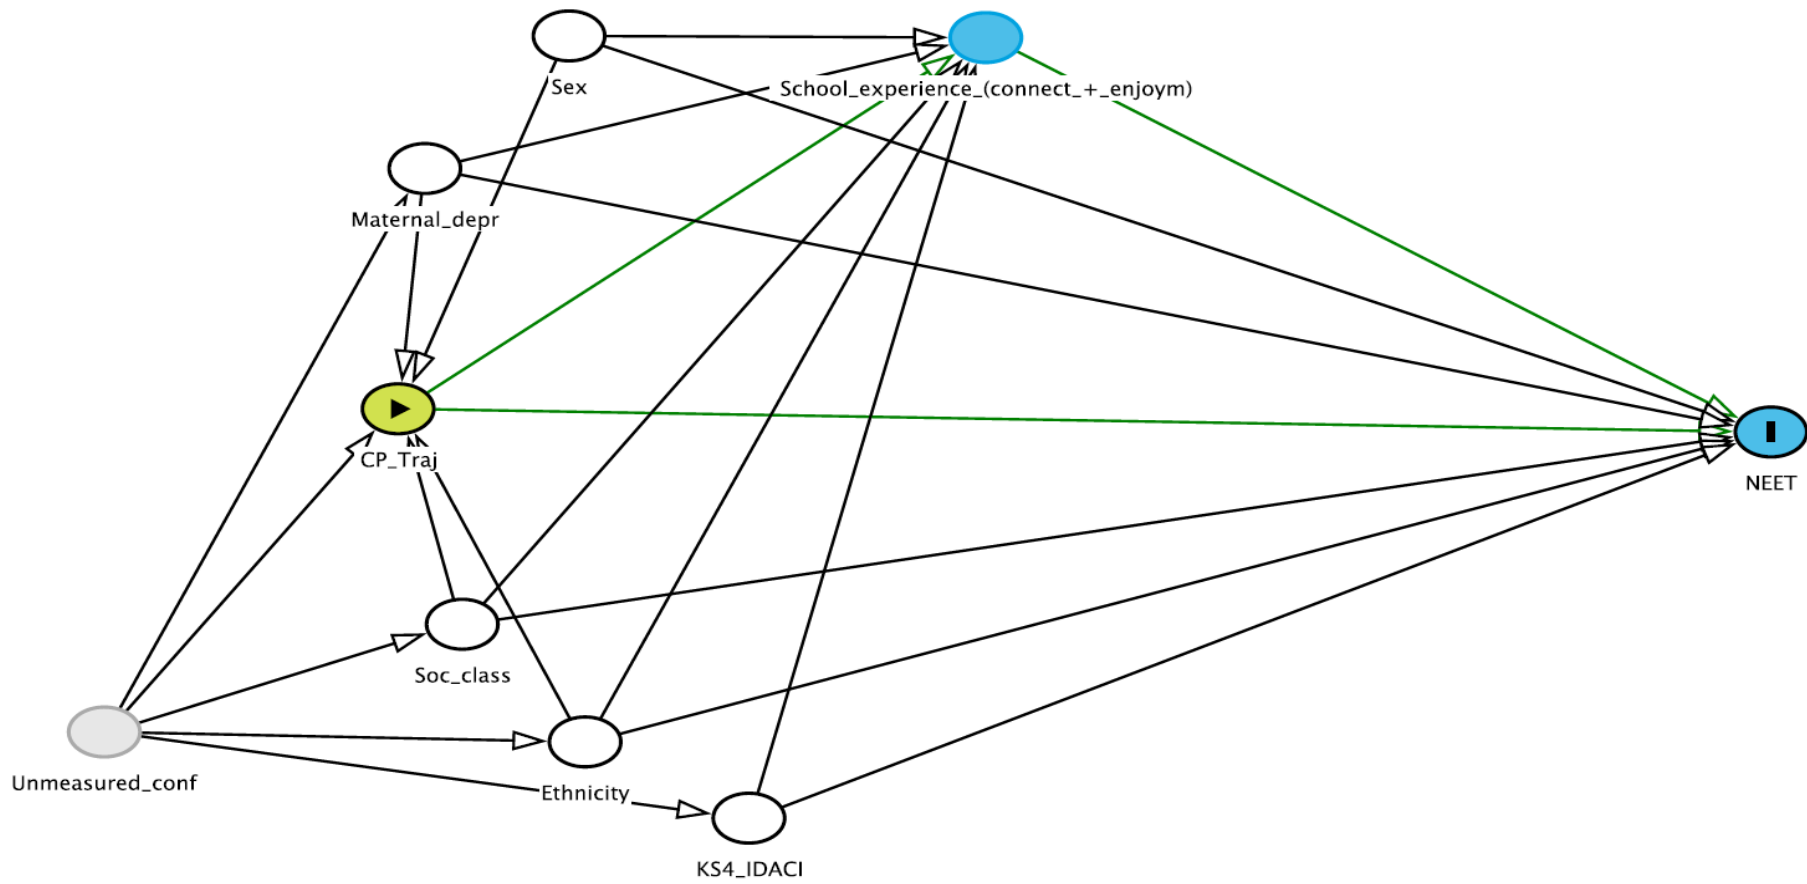 Sex
School_experience_(connect_+_enjoym)
Maternal_depr
CP_Traj
NEET
Soc_class
Unmeasured_conf
Ethnicity
KS4_IDACI